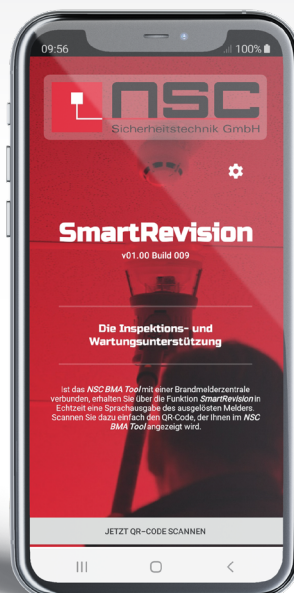 09:56
100%
nsc
Sicherheitstechnik GmbH
SmartRevision
v01.00 Build 009
Die Inspektions- und
Wartungsunterstützung
Ist das NSC BMA Tool mit einer Brandmelderzentrale
verbunden, erhalten Sie über die Funktion SmartRevision in
Echtzeit eine Sprachausgabe des ausgelösten Melders.
Scannen Sie dazu einfach den QR-Code, der Ihnen im NSC
BMA Tool angezeigt wird.
JETZT QR-CODE SCANNEN